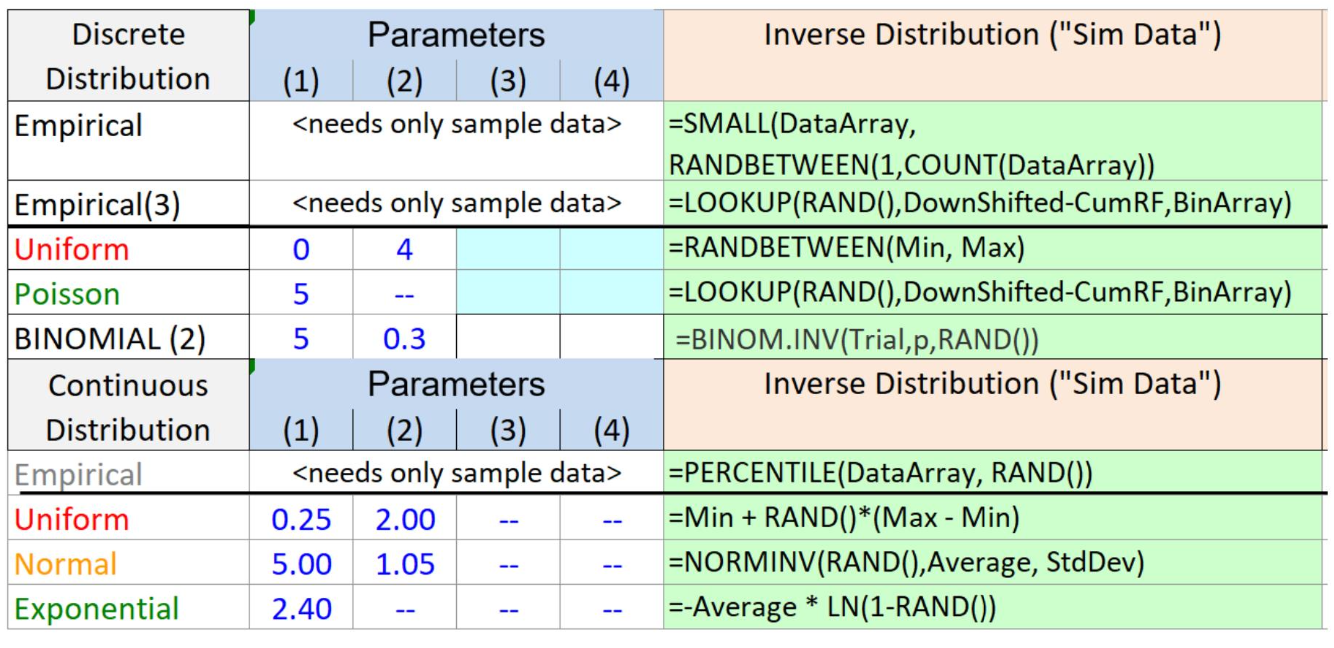 Discrete Distribution Parameters Inverse Distribution ("Sim Data")
(1) (2) (3) (4)
Empirical <needs only sample data> =SMALL(DataArray,
RANDBETWEEN(1,COUNT(DataArray))
Empirical(3) <needs only sample data> =LOOKUP(RAND(),DownShifted-CumRF,BinArray)
Uniform 0 4 =RANDBETWEEN(Min, Max)
Poisson 5 -- =LOOKUP(RAND(),DownShifted-CumRF,BinArray)
BINOMIAL (2) 5 0.3 =BINOM.INV(Trial,p,RAND())
Continuous Distribution Parameters Inverse Distribution ("Sim Data")
(1) (2) (3) (4)
Empirical <needs only sample data> =PERCENTILE(DataArray, RAND())
Uniform 0.25 2.00 -- -- =Min + RAND()*(Max - Min)
Normal 5.00 1.05 -- -- =NORMINV(RAND(),Average, StdDev)
Exponential 2.40 -- -- -- =-Average * LN(1-RAND())